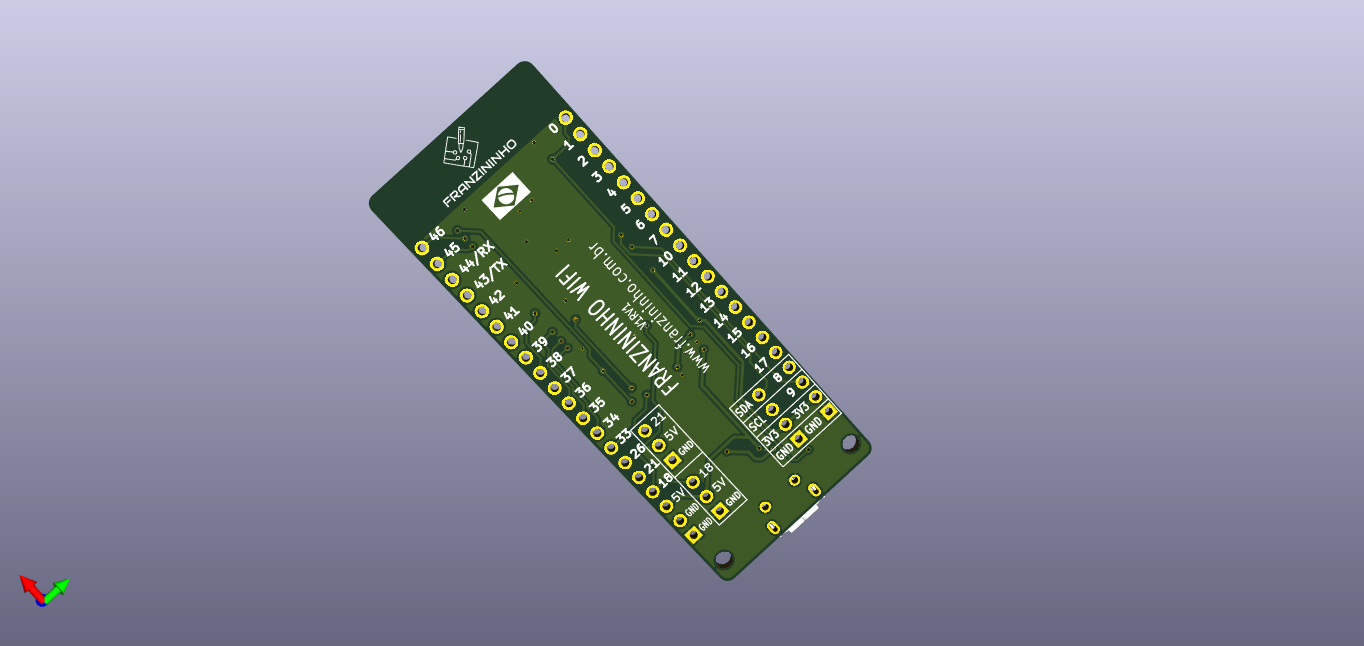 FRANZININHO
FRANZININHO WIFI
V1RV1
www.franzininho.com.br
0
1
2
3
4
5
6
7
10
11
12
13
14
15
16
17
8
9
3V3
GND
SDA
SCL
3V3
GND
46
45
44/RX
43/TX
42
41
40
39
38
37
36
35
34
33
26
21
18
5V
GND
GND
21
5V
GND
18
5V
GND